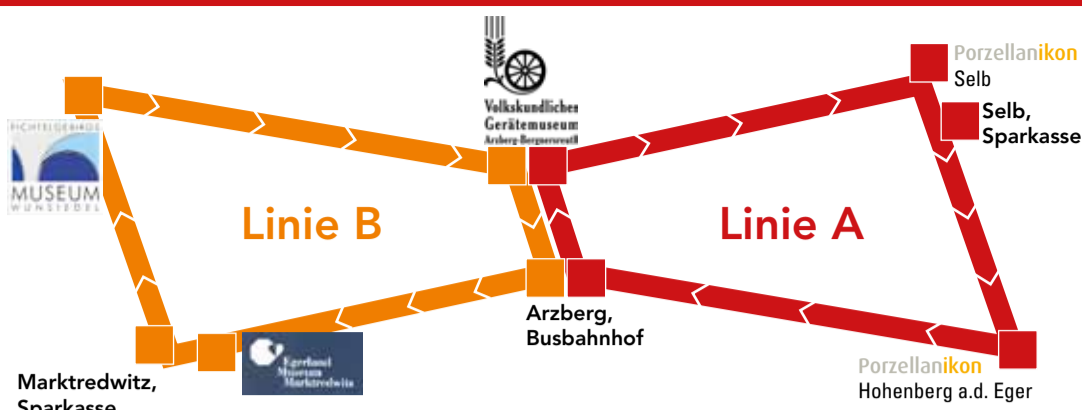 Volkskundliches
Gerätemuseum
Arzberg-Bergnersreuth
Porzellanikon
Selb
Selb,
Sparkasse
FICHTELGEBIRGS
MUSEUM
WUNSIEDEL
Linie B
Linie A
Arzberg,
Busbahnhof
Egerland
Museum
Marktredwitz
Porzellanikon
Hohenberg a.d. Eger
Marktredwitz,
Sparkasse